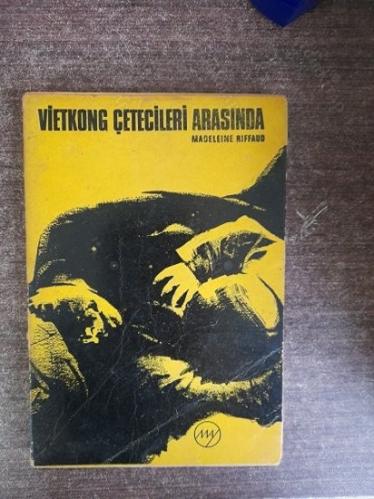 VİETKONG ÇETECİLERİ ARASINDA
MADELEINE RIFFAUD